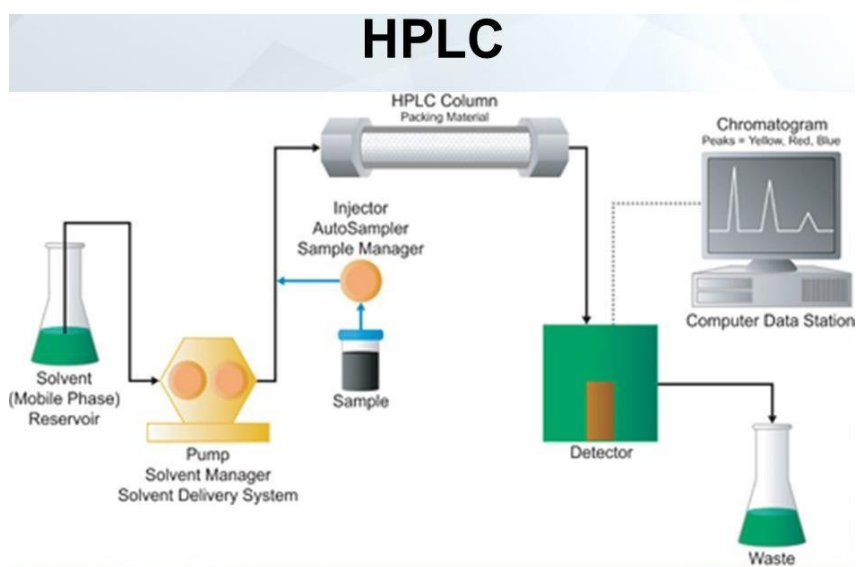 HPLC
HPLC Column
Packing Material
Chromatogram
Peaks = Yellow, Red, Blue
Injector
AutoSampler
Sample Manager
Solvent
(Mobile Phase)
Reservoir
Sample
Computer Data Station
Pump
Solvent Manager
Solvent Delivery System
Detector
Waste